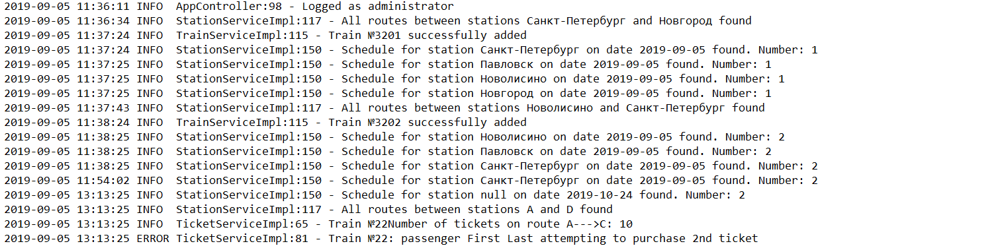 2019-09-05 11:36:11 INFO  AppController:98 - Logged as administrator
2019-09-05 11:36:34 INFO  StationServiceImpl:117 - All routes between stations Санкт-Петербург and Новгород found
2019-09-05 11:37:24 INFO  TrainServiceImpl:115 - Train №3201 successfully added
2019-09-05 11:37:24 INFO  StationServiceImpl:150 - Schedule for station Санкт-Петербург on date 2019-09-05 found. Number: 1
2019-09-05 11:37:25 INFO  StationServiceImpl:150 - Schedule for station Павловск on date 2019-09-05 found. Number: 1
2019-09-05 11:37:25 INFO  StationServiceImpl:150 - Schedule for station Новолисино on date 2019-09-05 found. Number: 1
2019-09-05 11:37:25 INFO  StationServiceImpl:150 - Schedule for station Новгород on date 2019-09-05 found. Number: 1
2019-09-05 11:37:43 INFO  StationServiceImpl:117 - All routes between stations Новолисино and Санкт-Петербург found
2019-09-05 11:38:24 INFO  TrainServiceImpl:115 - Train №3202 successfully added
2019-09-05 11:38:25 INFO  StationServiceImpl:150 - Schedule for station Новолисино on date 2019-09-05 found. Number: 2
2019-09-05 11:38:25 INFO  StationServiceImpl:150 - Schedule for station Павловск on date 2019-09-05 found. Number: 2
2019-09-05 11:38:25 INFO  StationServiceImpl:150 - Schedule for station Санкт-Петербург on date 2019-09-05 found. Number: 2
2019-09-05 11:54:02 INFO  StationServiceImpl:150 - Schedule for station Санкт-Петербург on date 2019-09-05 found. Number: 2
2019-09-05 13:13:25 INFO  StationServiceImpl:150 - Schedule for station null on date 2019-10-24 found. Number: 2
2019-09-05 13:13:25 INFO  StationServiceImpl:117 - All routes between stations A and D found
2019-09-05 13:13:25 INFO  TicketServiceImpl:65 - Train №22Number of tickets on route A--->C: 10
2019-09-05 13:13:25 ERROR TicketServiceImpl:81 - Train №22: passenger First Last attempting to purchase 2nd ticket